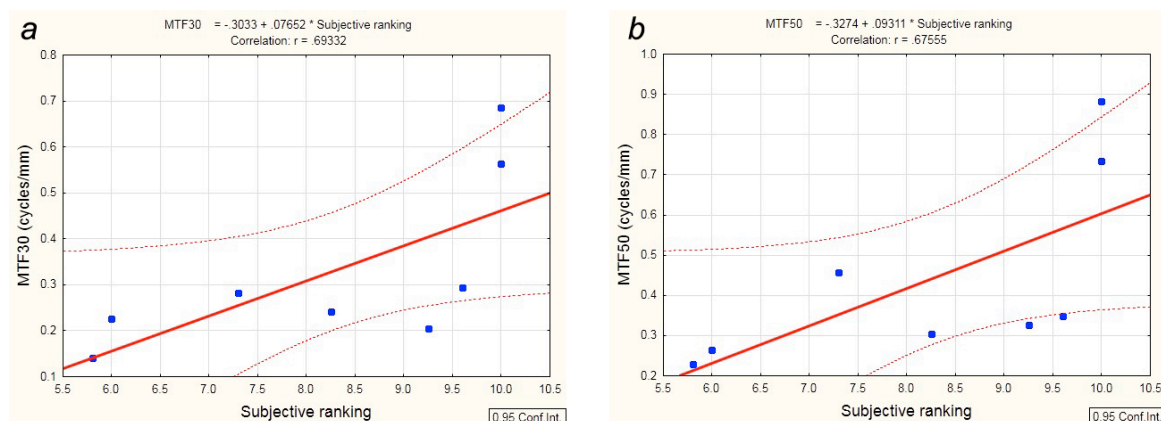 a
MTF30 = -.3033 + .07652 * Subjective ranking
Correlation: r = .69332
MTF30 (cycles/mm)
0.8
0.7
0.6
0.5
0.4
0.3
0.2
0.1
5.5 6.0 6.5 7.0 7.5 8.0 8.5 9.0 9.5 10.0 10.5
Subjective ranking
0.95 Conf.Int.
b
MTF50 = -.3274 + .09311 * Subjective ranking
Correlation: r = .67555
MTF50 (cycles/mm)
1.0
0.9
0.8
0.7
0.6
0.5
0.4
0.3
0.2
5.5 6.0 6.5 7.0 7.5 8.0 8.5 9.0 9.5 10.0 10.5
Subjective ranking
0.95 Conf.Int.